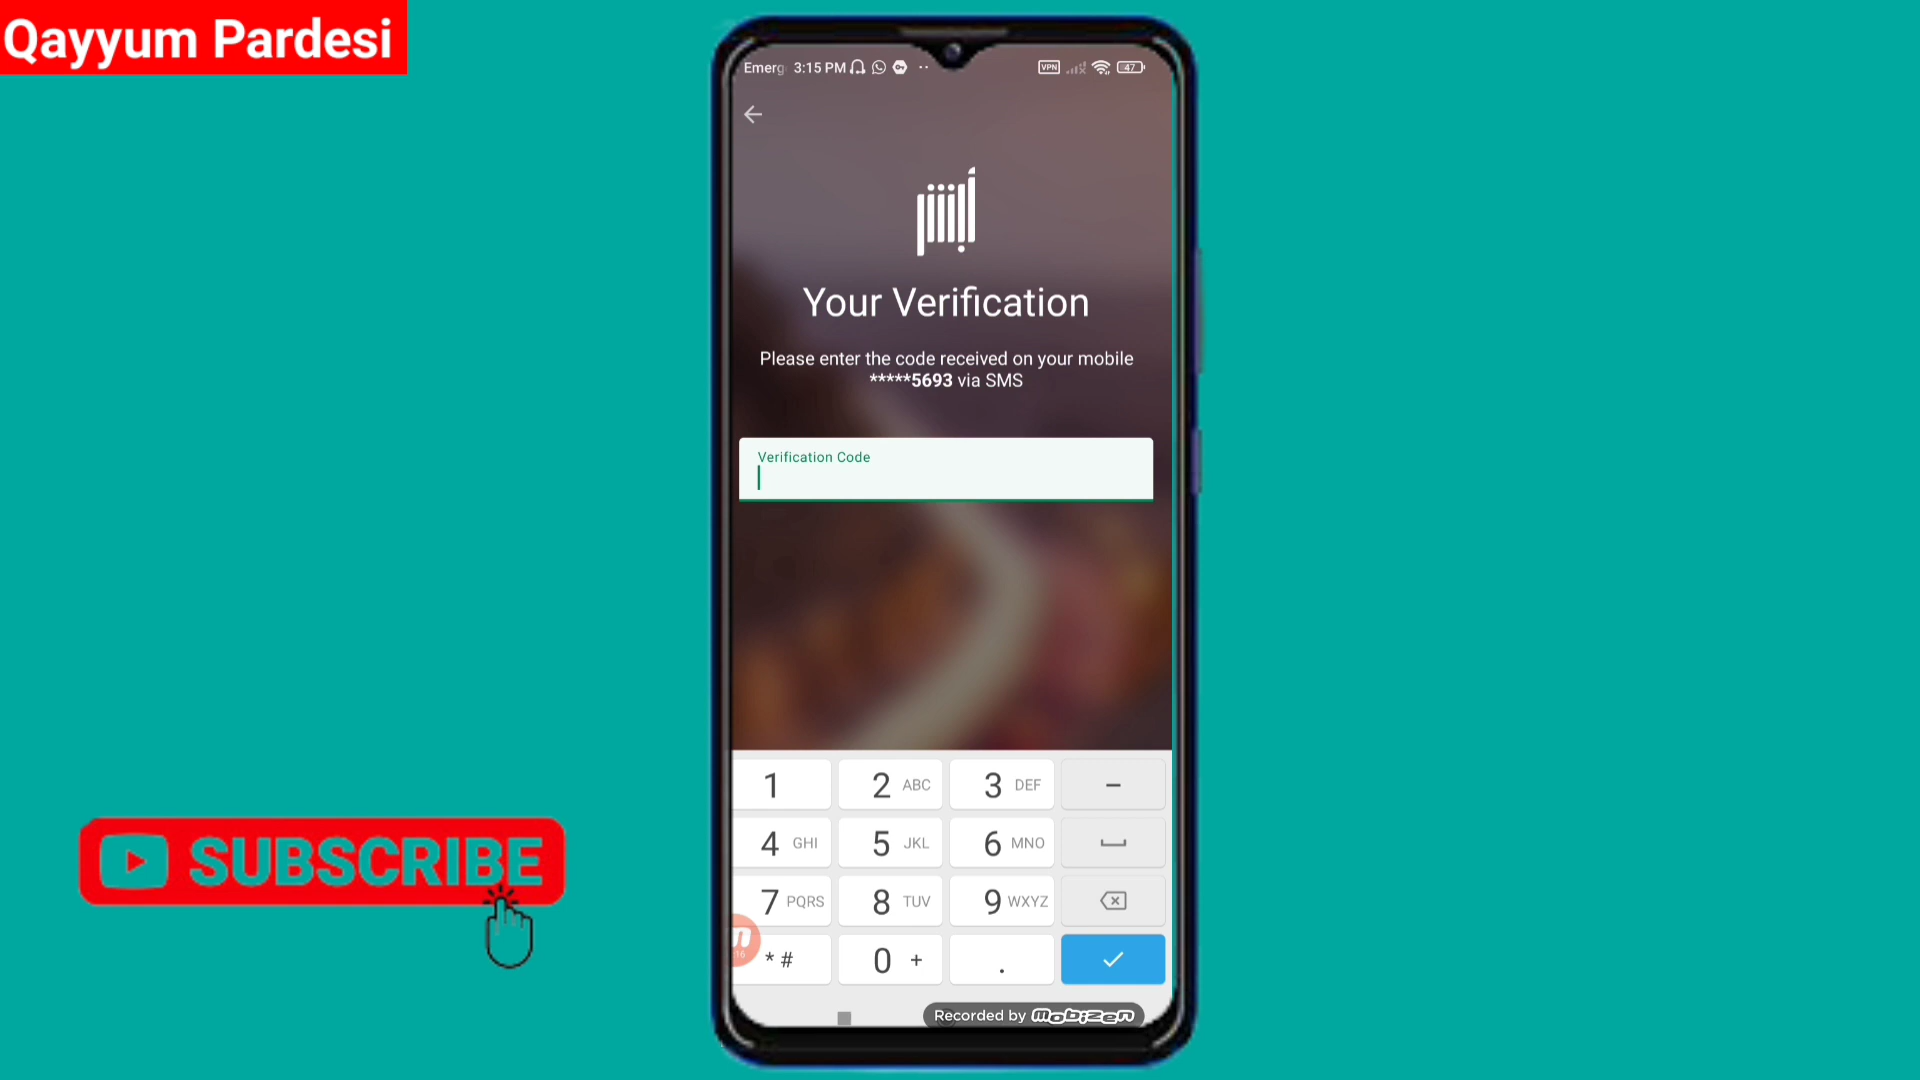 Qayyum Pardesi
Emerg 3:15 PM
VPN
47
أبشر
Your Verification
Please enter the code received on your mobile
*****5693 via SMS
Verification Code
1
2 ABC
3 DEF
-
4 GHI
5 JKL
6 MNO
7 PQRS
8 TUV
9 WXYZ
* #
0 +
.
SUBSCRIBE
Recorded by Mobizen